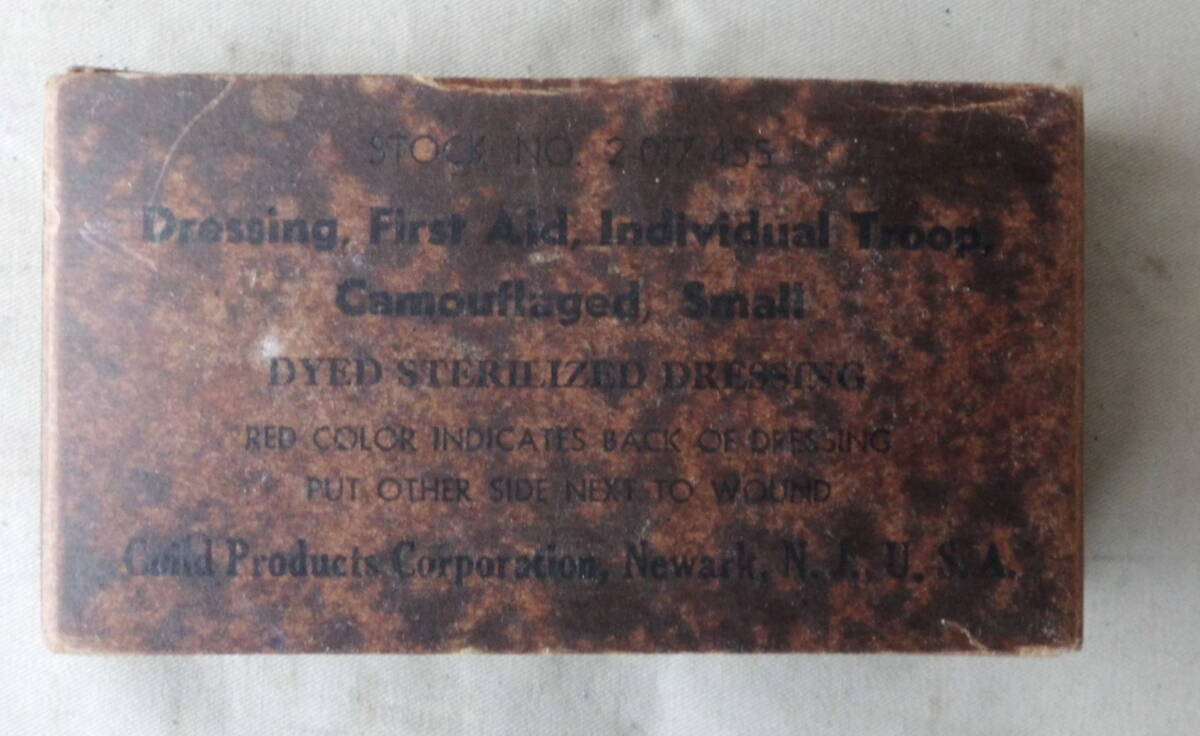 STOCK NO. 2-017-455
Dressing, First Aid, Individual Troop,
Camouflaged, Small
DYED STERILIZED DRESSING
RED COLOR INDICATES BACK OF DRESSING
PUT OTHER SIDE NEXT TO WOUND
Guild Products Corporation, Newark, N. J., U. S. A.